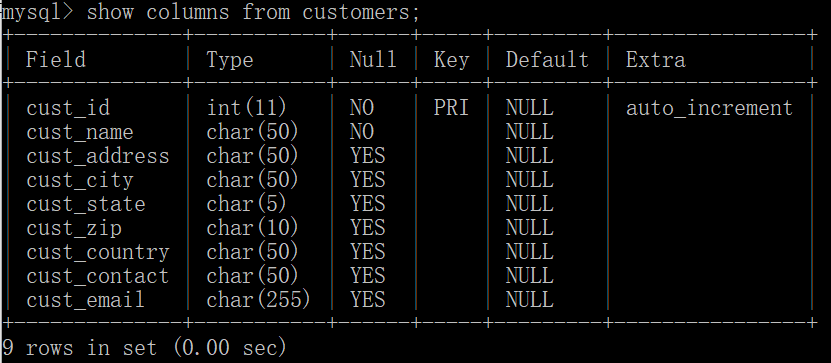 mysql> show columns from customers;
+--------------+-----------+------+-----+---------+----------------+
| Field        | Type      | Null | Key | Default | Extra          |
+--------------+-----------+------+-----+---------+----------------+
| cust_id      | int(11)   | NO   | PRI | NULL    | auto_increment |
| cust_name    | char(50)  | NO   |     | NULL    |                |
| cust_address | char(50)  | YES  |     | NULL    |                |
| cust_city    | char(50)  | YES  |     | NULL    |                |
| cust_state   | char(5)   | YES  |     | NULL    |                |
| cust_zip     | char(10)  | YES  |     | NULL    |                |
| cust_country | char(50)  | YES  |     | NULL    |                |
| cust_contact | char(50)  | YES  |     | NULL    |                |
| cust_email   | char(255) | YES  |     | NULL    |                |
+--------------+-----------+------+-----+---------+----------------+
9 rows in set (0.00 sec)